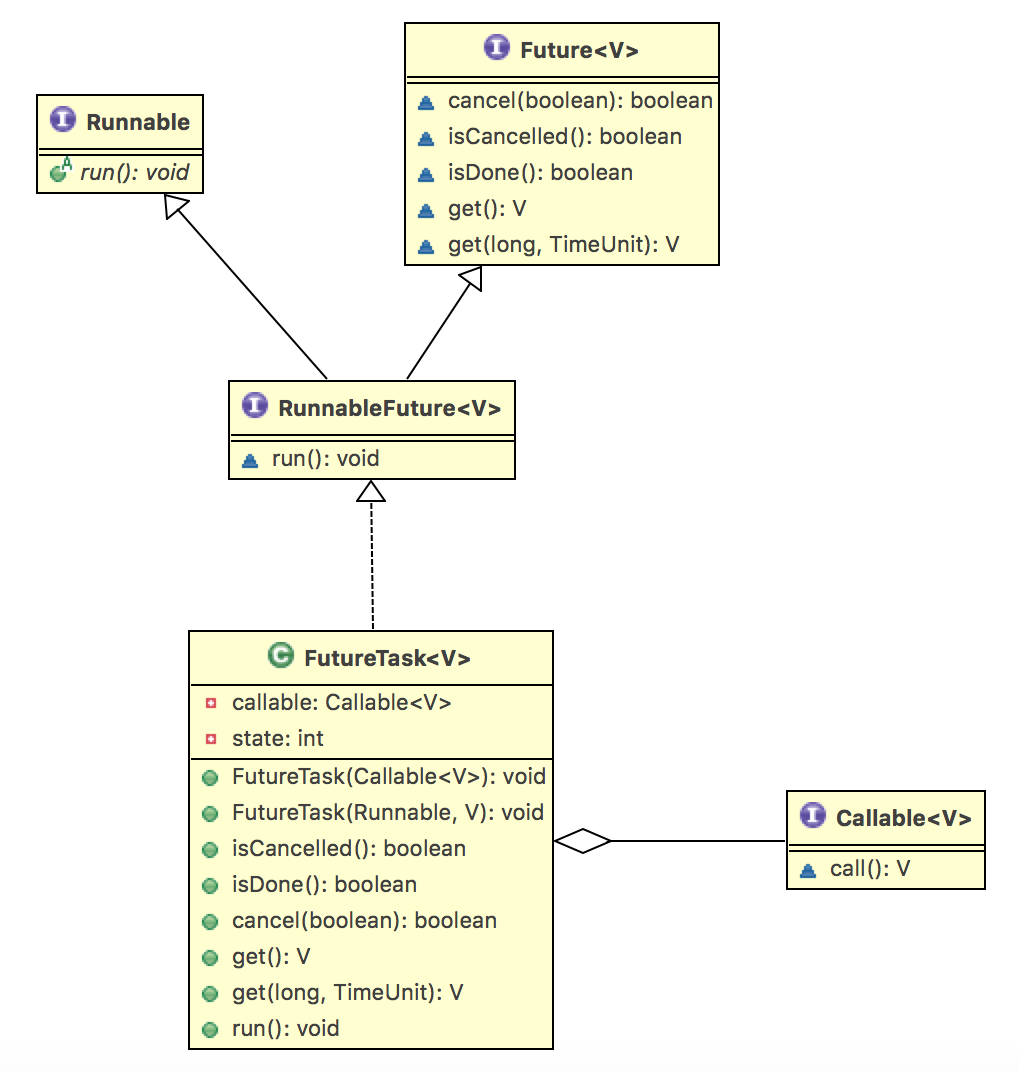 Future<V>
cancel(boolean): boolean
isCancelled(): boolean
isDone(): boolean
get(): V
get(long, TimeUnit): V
Runnable
run(): void
RunnableFuture<V>
run(): void
FutureTask<V>
callable: Callable<V>
state: int
FutureTask(Callable<V>): void
FutureTask(Runnable, V): void
isCancelled(): boolean
isDone(): boolean
cancel(boolean): boolean
get(): V
get(long, TimeUnit): V
run(): void
Callable<V>
call(): V